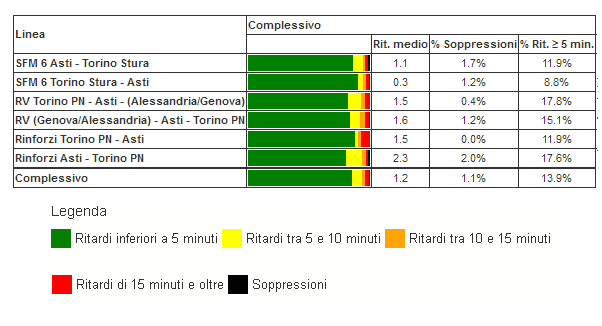 Linea Complessivo
Rit. medio % Soppressioni % Rit. ≥ 5 min.
SFM 6 Asti - Torino Stura 1.1 1.7% 11.9%
SFM 6 Torino Stura - Asti 0.3 1.2% 8.8%
RV Torino PN - Asti - (Alessandria/Genova) 1.5 0.4% 17.8%
RV (Genova/Alessandria) - Asti - Torino PN 1.6 1.2% 15.1%
Rinforzi Torino PN - Asti 1.5 0.0% 11.9%
Rinforzi Asti - Torino PN 2.3 2.0% 17.6%
Complessivo 1.2 1.1% 13.9%
Legenda
Ritardi inferiori a 5 minuti Ritardi tra 5 e 10 minuti Ritardi tra 10 e 15 minuti
Ritardi di 15 minuti e oltre Soppressioni